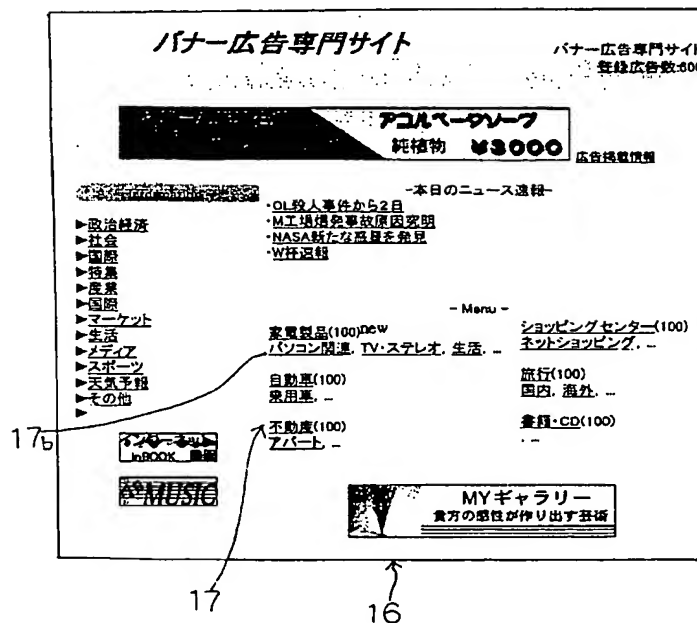 バナー広告専門サイト
バナー広告専門サイト
登録広告数:600
アコルベータソープ
純植物 ¥3000
広告掲載情報
-本日のニュース速報-
・OL殺人事件から2日
・M工場爆発事故原因究明
・NASA新たな惑星を発見
・W杯速報
▶政治経済
▶社会
▶国際
▶特集
▶産業
▶国際
▶マーケット
▶生活
▶メディア
▶スポーツ
▶天気予報
▶その他
▶
- Menu -
家電製品(100)new
パソコン関連, TV・ステレオ, 生活, ...
ショッピングセンター(100)
ネットショッピング, ...
自動車(100)
乗用車, ...
旅行(100)
国内, 海外, ...
不動産(100)
アパート, ...
書籍・CD(100)
・...
17b
インターネット
InBOOK
MUSIC
MYギャラリー
貴方の感性が作り出す芸術
17
16